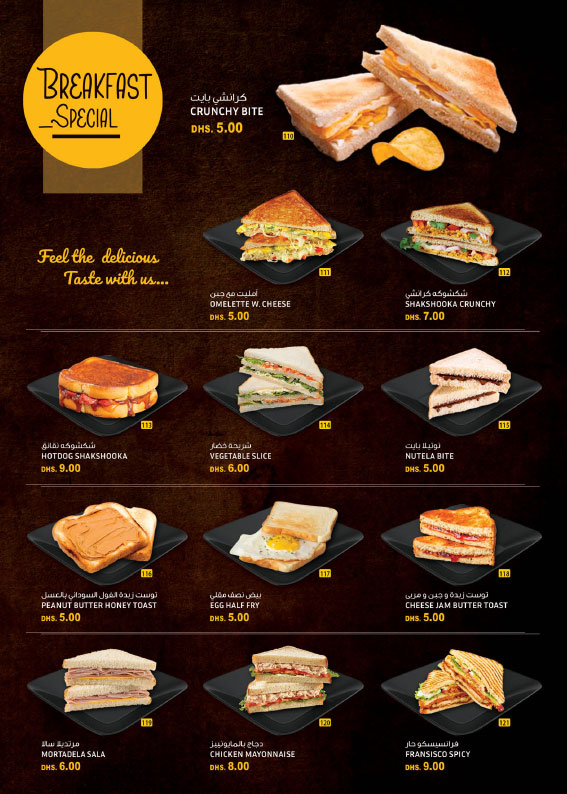 BREAKFAST
SPECIAL
كرانشي بايت
CRUNCHY BITE
DHS. 5.00
110
Feel the delicious
Taste with us...
111
أمليت مع جبن
OMELETTE W. CHEESE
DHS. 5.00
112
شكشوكه كرانشي
SHAKSHOOKA CRUNCHY
DHS. 7.00
113
شكشوكه نقانق
HOTDOG SHAKSHOOKA
DHS. 9.00
114
شريحة خضار
VEGETABLE SLICE
DHS. 6.00
115
نوتيلا بايت
NUTELA BITE
DHS. 5.00
116
توست زبدة الفول السوداني بالعسل
PEANUT BUTTER HONEY TOAST
DHS. 5.00
117
بيض نصف مقلي
EGG HALF FRY
DHS. 5.00
118
توست زبدة و جبن و مربى
CHEESE JAM BUTTER TOAST
DHS. 5.00
119
مرتديلا سالا
MORTADELA SALA
DHS. 6.00
120
دجاج بالمايونييز
CHICKEN MAYONNAISE
DHS. 8.00
121
فرانسيسكو حار
FRANSISCO SPICY
DHS. 9.00